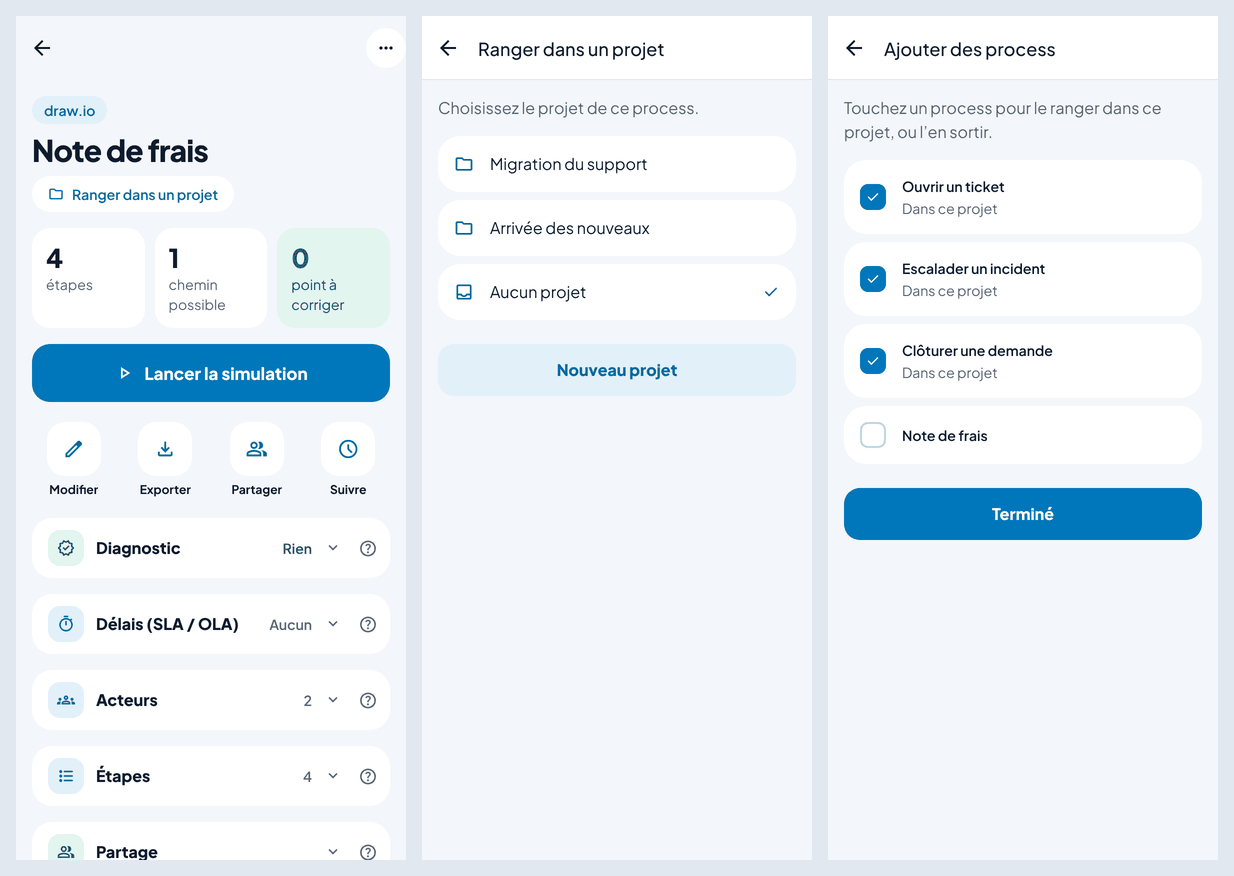 draw.io
Note de frais
Ranger dans un projet
4
étapes
1
chemin
possible
0
point à
corriger
Lancer la simulation
Modifier
Exporter
Partager
Suivre
Diagnostic
Rien
Délais (SLA / OLA)
Aucun
Acteurs
2
Étapes
4
Partage
Ranger dans un projet
Choisissez le projet de ce process.
Migration du support
Arrivée des nouveaux
Aucun projet
Nouveau projet
Ajouter des process
Touchez un process pour le ranger dans ce
projet, ou l'en sortir.
Ouvrir un ticket
Dans ce projet
Escalader un incident
Dans ce projet
Clôturer une demande
Dans ce projet
Note de frais
Terminé